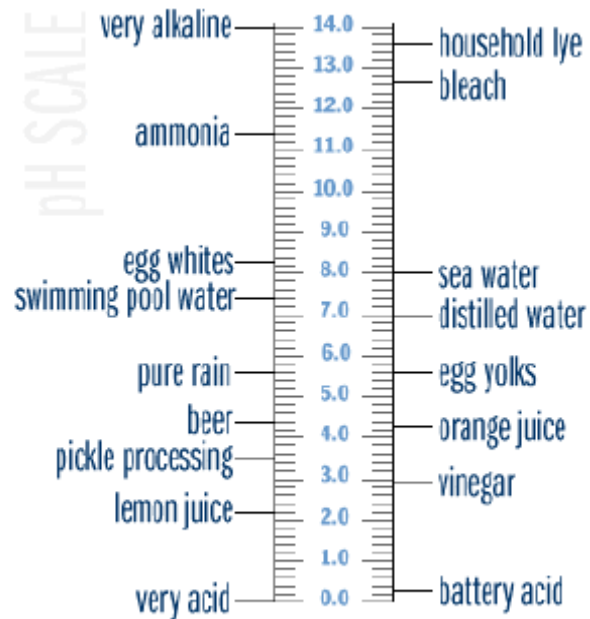 pH SCALE
very alkaline
ammonia
egg whites
swimming pool water
pure rain
beer
pickle processing
lemon juice
very acid
14.0
13.0
12.0
11.0
10.0
9.0
8.0
7.0
6.0
5.0
4.0
3.0
2.0
1.0
0.0
household lye
bleach
sea water
distilled water
egg yolks
orange juice
vinegar
battery acid